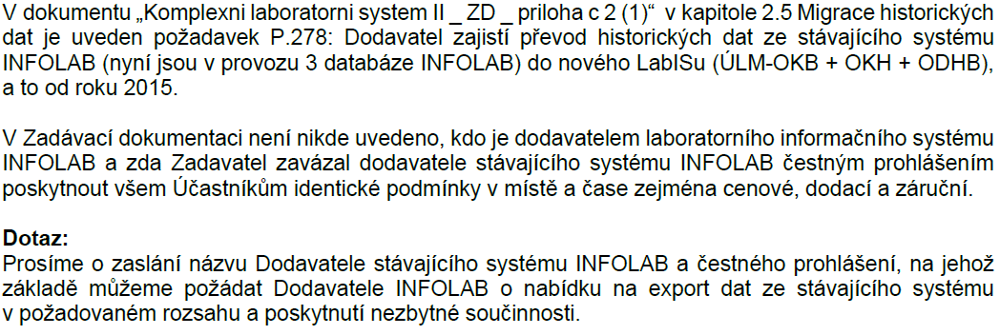 V dokumentu „Komplexni laboratorni system II _ ZD _ priloha c 2 (1)“ v kapitole 2.5 Migrace historických
dat je uveden požadavek P.278: Dodavatel zajistí převod historických dat ze stávajícího systému
INFOLAB (nyní jsou v provozu 3 databáze INFOLAB) do nového LabISu (ÚLM-OKB + OKH + ODHB),
a to od roku 2015.
V Zadávací dokumentaci není nikde uvedeno, kdo je dodavatelem laboratorního informačního systému
INFOLAB a zda Zadavatel zavázal dodavatele stávajícího systému INFOLAB čestným prohlášením
poskytnout všem Účastníkům identické podmínky v místě a čase zejména cenové, dodací a záruční.
Dotaz:
Prosíme o zaslání názvu Dodavatele stávajícího systému INFOLAB a čestného prohlášení, na jehož
základě můžeme požádat Dodavatele INFOLAB o nabídku na export dat ze stávajícího systému
v požadovaném rozsahu a poskytnutí nezbytné součinnosti.